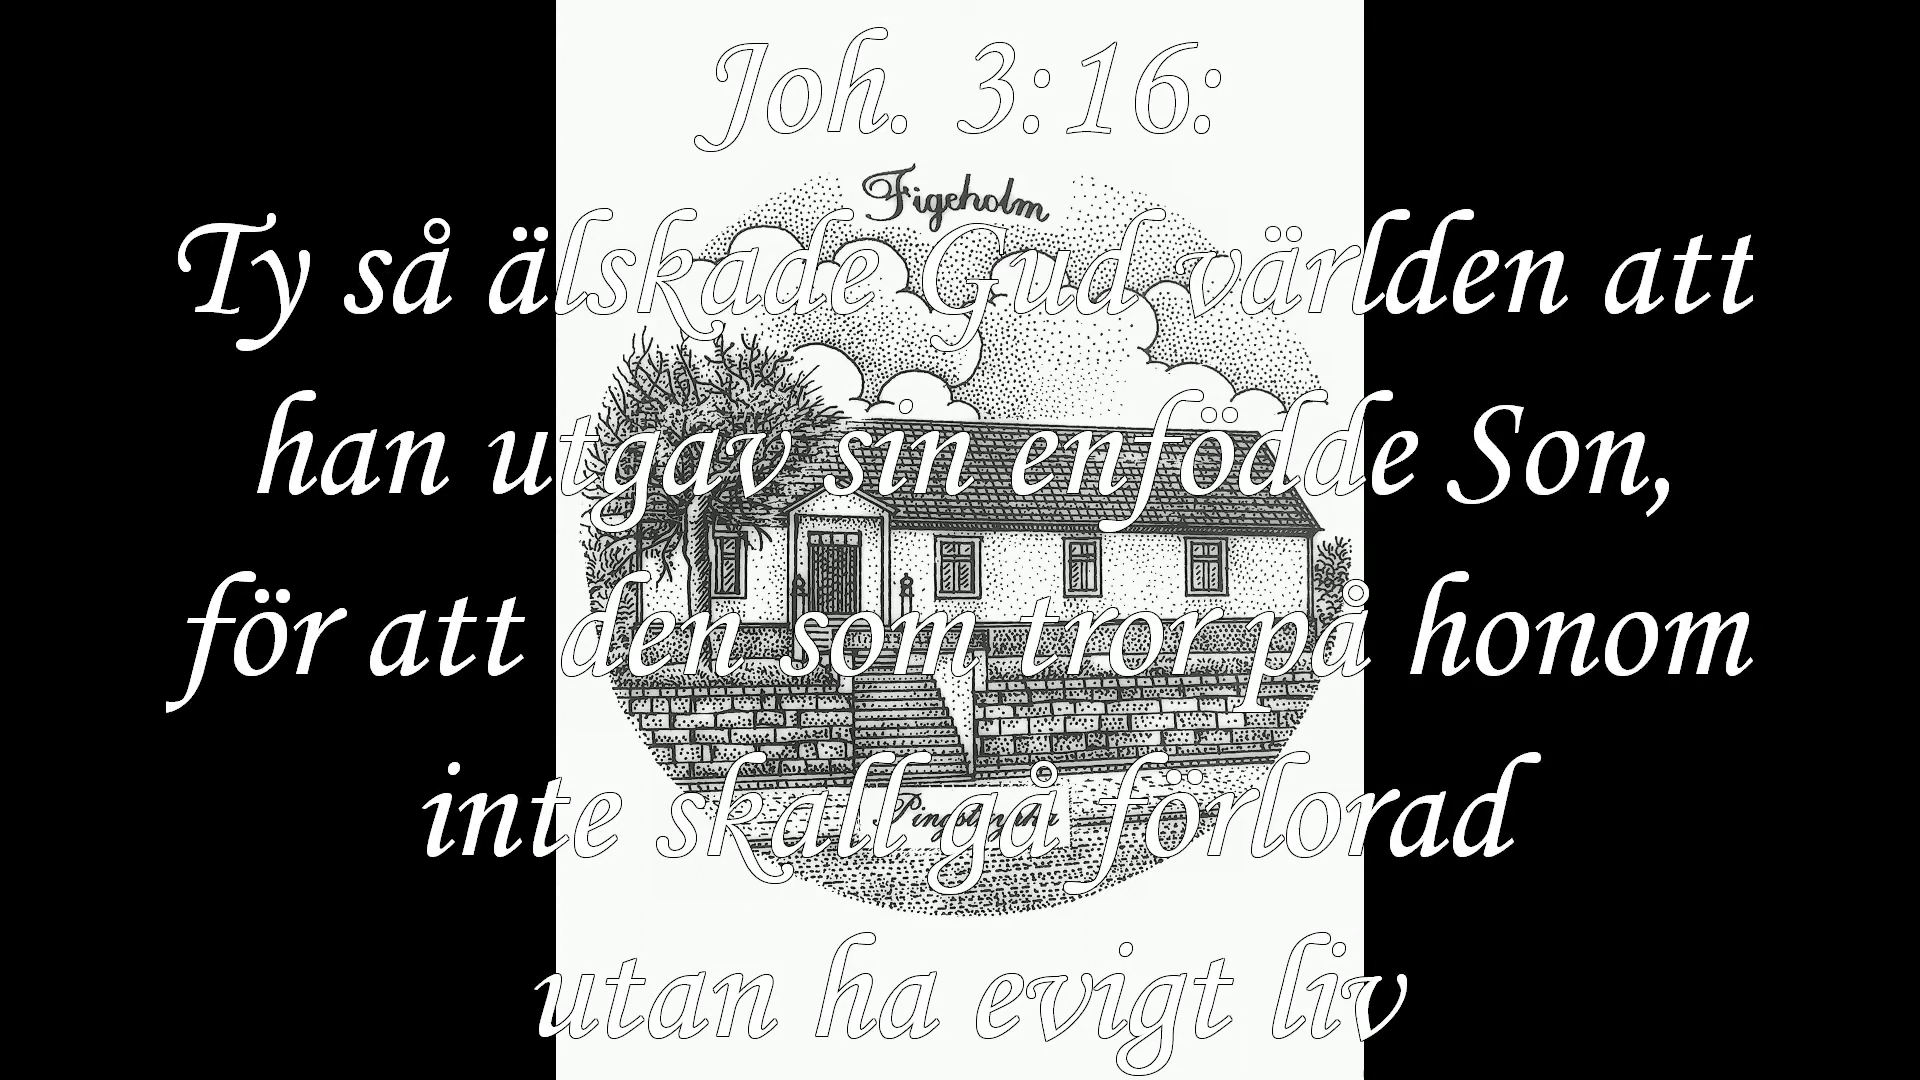 Joh. 3:16:
Figeholm
Ty så älskade Gud världen att
han utgav sin enfödde Son,
för att den som tror på honom
inte skall gå förlorad
Pingstkyrka
utan ha evigt liv